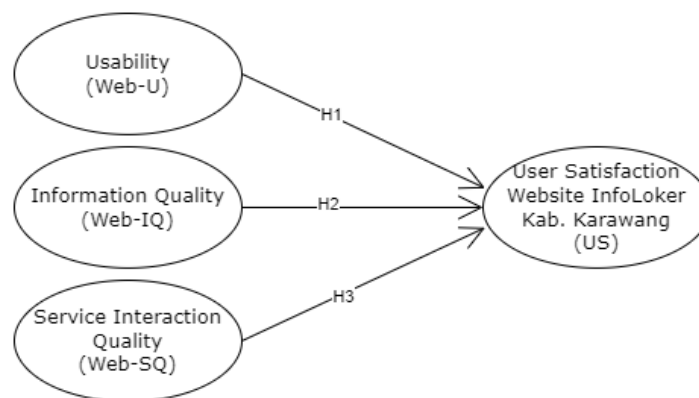 Usability
(Web-U)
H1
Information Quality
(Web-IQ)
H2
User Satisfaction
Website InfoLoker
Kab. Karawang
(US)
H3
Service Interaction
Quality
(Web-SQ)